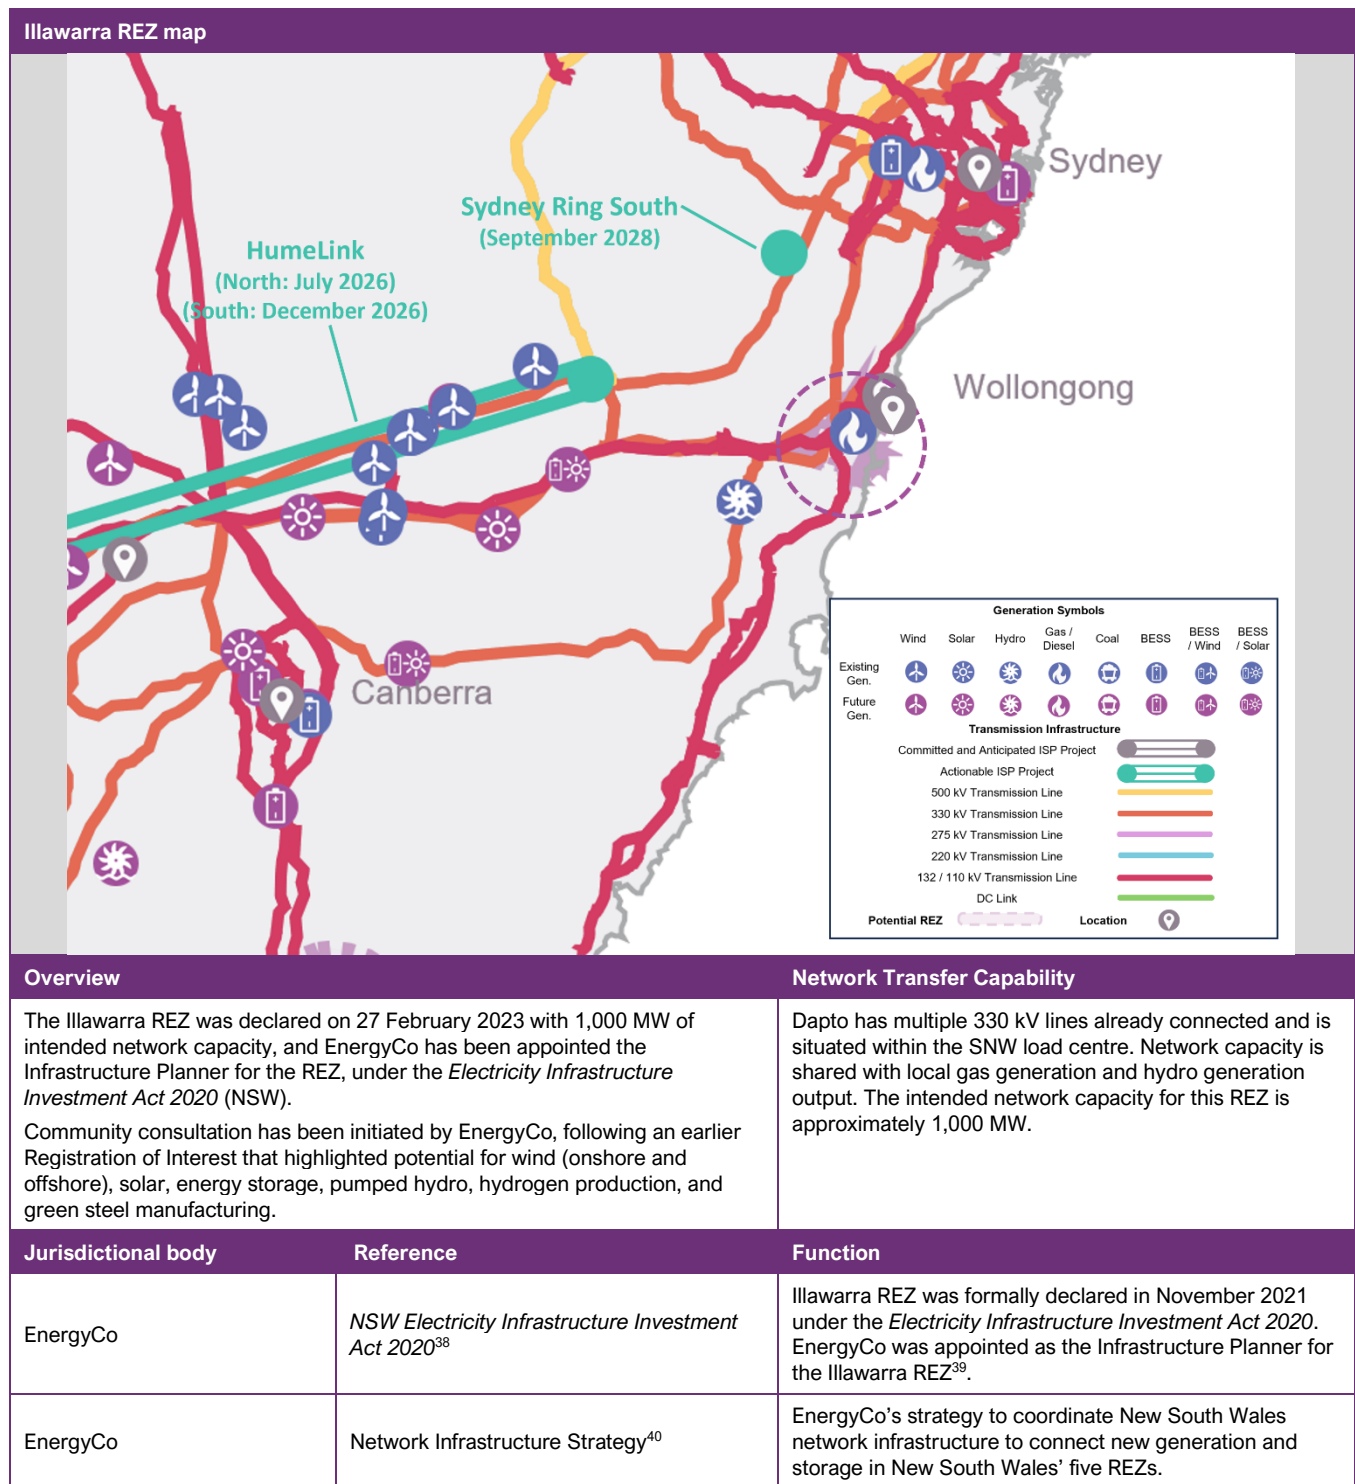 Illawarra REZ map
Sydney
Sydney Ring South
(September 2028)
HumeLink
(North: July 2026)
(South: December 2026)
Wollongong
Canberra
Generation Symbols
Wind Solar Hydro Gas / Diesel Coal BESS BESS / Wind BESS / Solar
Existing Gen.
Future Gen.
Transmission Infrastructure
Committed and Anticipated ISP Project
Actionable ISP Project
500 kV Transmission Line
330 kV Transmission Line
275 kV Transmission Line
220 kV Transmission Line
132 / 110 kV Transmission Line
DC Link
Potential REZ Location
Overview
The Illawarra REZ was declared on 27 February 2023 with 1,000 MW of
intended network capacity, and EnergyCo has been appointed the
Infrastructure Planner for the REZ, under the Electricity Infrastructure
Investment Act 2020 (NSW).
Community consultation has been initiated by EnergyCo, following an earlier
Registration of Interest that highlighted potential for wind (onshore and
offshore), solar, energy storage, pumped hydro, hydrogen production, and
green steel manufacturing.
Network Transfer Capability
Dapto has multiple 330 kV lines already connected and is
situated within the SNW load centre. Network capacity is
shared with local gas generation and hydro generation
output. The intended network capacity for this REZ is
approximately 1,000 MW.
Jurisdictional body Reference Function
EnergyCo
NSW Electricity Infrastructure Investment
Act 2020³⁸
Illawarra REZ was formally declared in November 2021
under the Electricity Infrastructure Investment Act 2020.
EnergyCo was appointed as the Infrastructure Planner for
the Illawarra REZ³⁹.
EnergyCo
Network Infrastructure Strategy⁴⁰
EnergyCo's strategy to coordinate New South Wales
network infrastructure to connect new generation and
storage in New South Wales' five REZs.